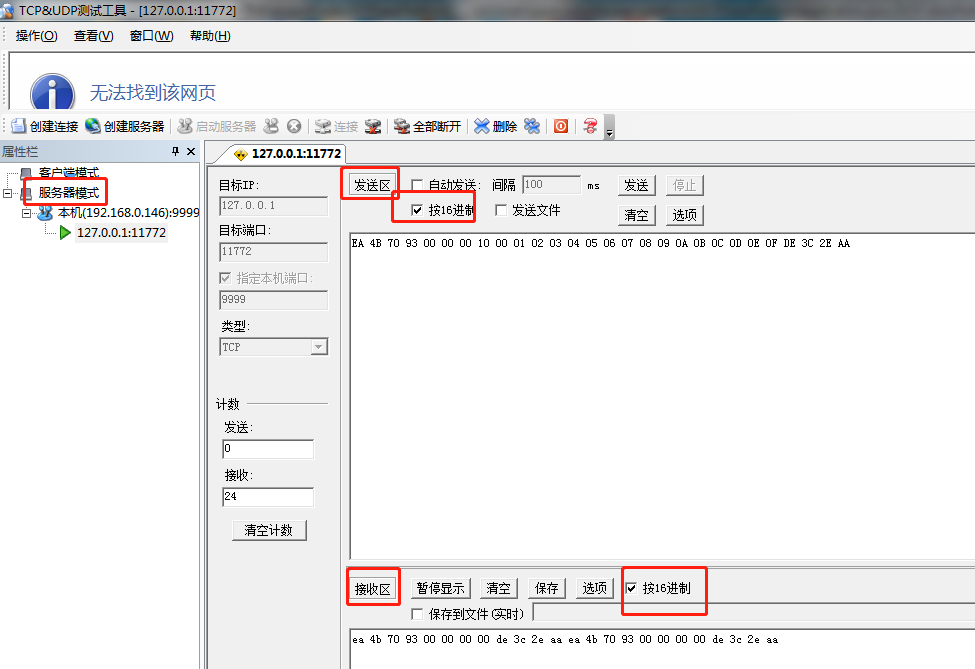 TCP&UDP测试工具 - [127.0.0.1:11772]
操作(O) 查看(V) 窗口(W) 帮助(H)
无法找到该网页
创建连接 创建服务器 启动服务器 连接 全部断开 删除
属性栏
127.0.0.1:11772
客户端模式
服务器模式
本机(192.168.0.146):9999
127.0.0.1:11772
目标IP:
127.0.0.1
目标端口:
11772
指定本机端口:
9999
类型:
TCP
计数
发送:
0
接收:
24
清空计数
发送区 自动发送: 间隔 100 ms 发送 停止
按16进制 发送文件 清空 选项
EA 4B 70 93 00 00 00 10 00 01 02 03 04 05 06 07 08 09 0A 0B 0C 0D 0E 0F DE 3C 2E AA
接收区 暂停显示 清空 保存 选项 按16进制
保存到文件(实时)
ea 4b 70 93 00 00 00 00 de 3c 2e aa ea 4b 70 93 00 00 00 00 de 3c 2e aa